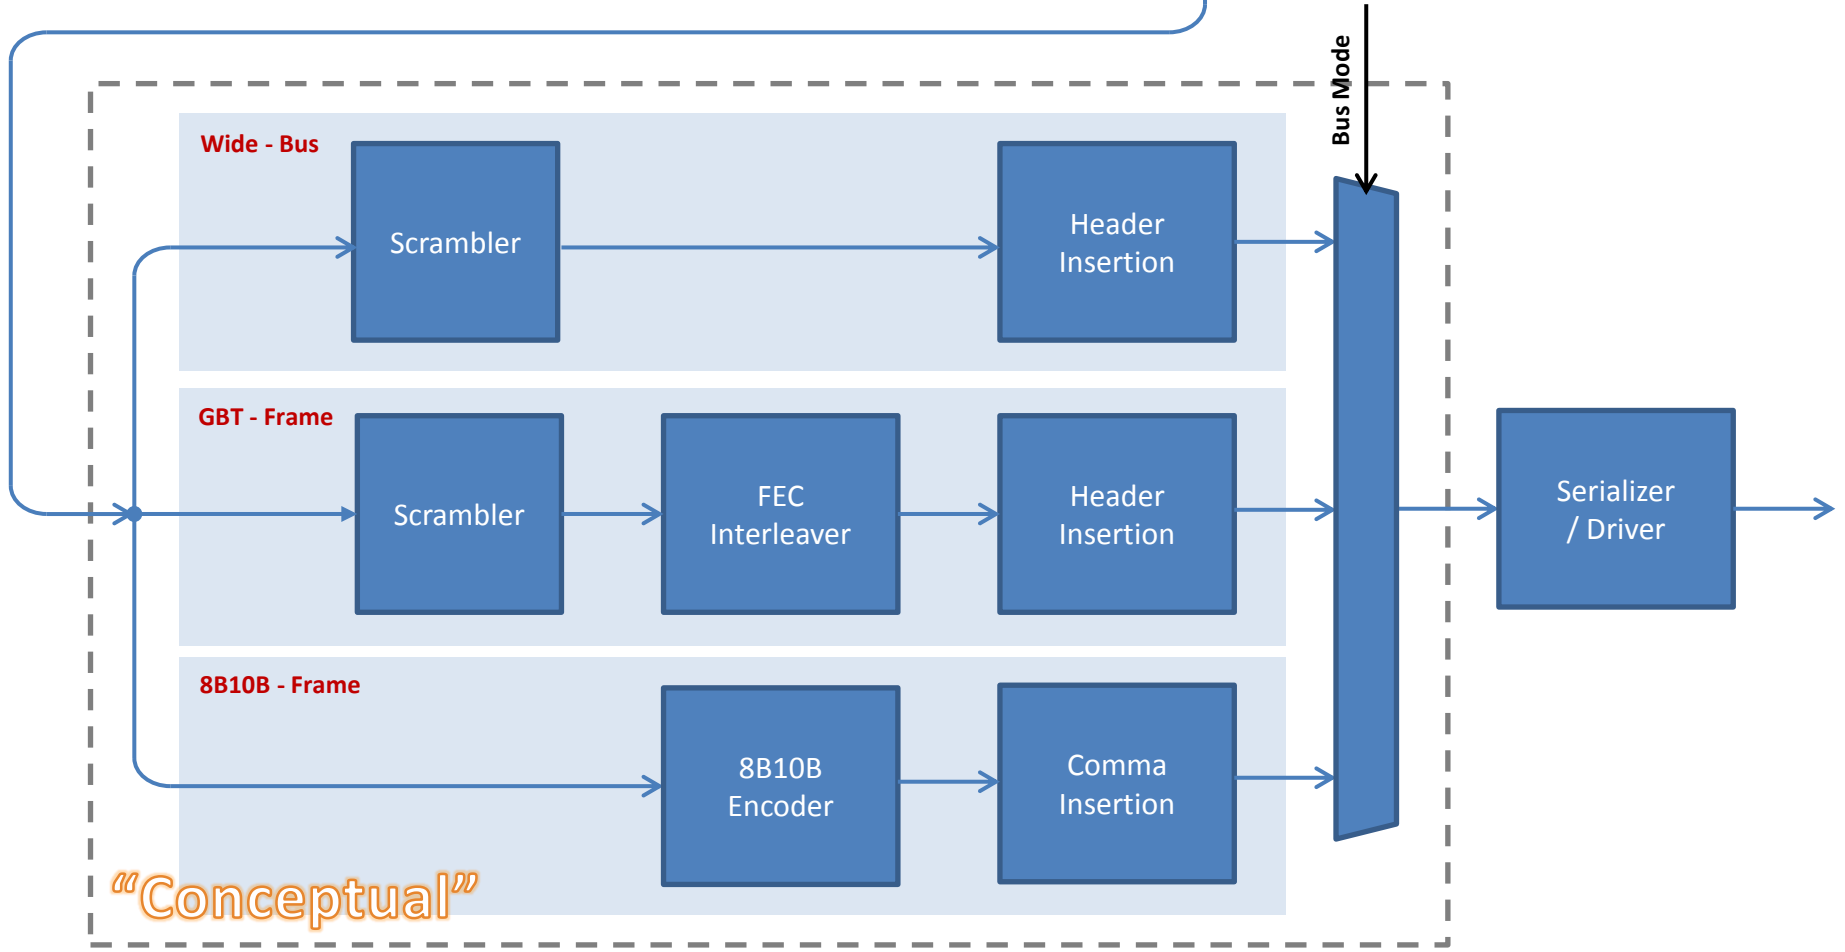 Bus Mode
Wide - Bus
Scrambler
Header
Insertion
GBT - Frame
Scrambler
FEC
Interleaver
Header
Insertion
Serializer
/ Driver
8B10B - Frame
8B10B
Encoder
Comma
Insertion
“Conceptual”